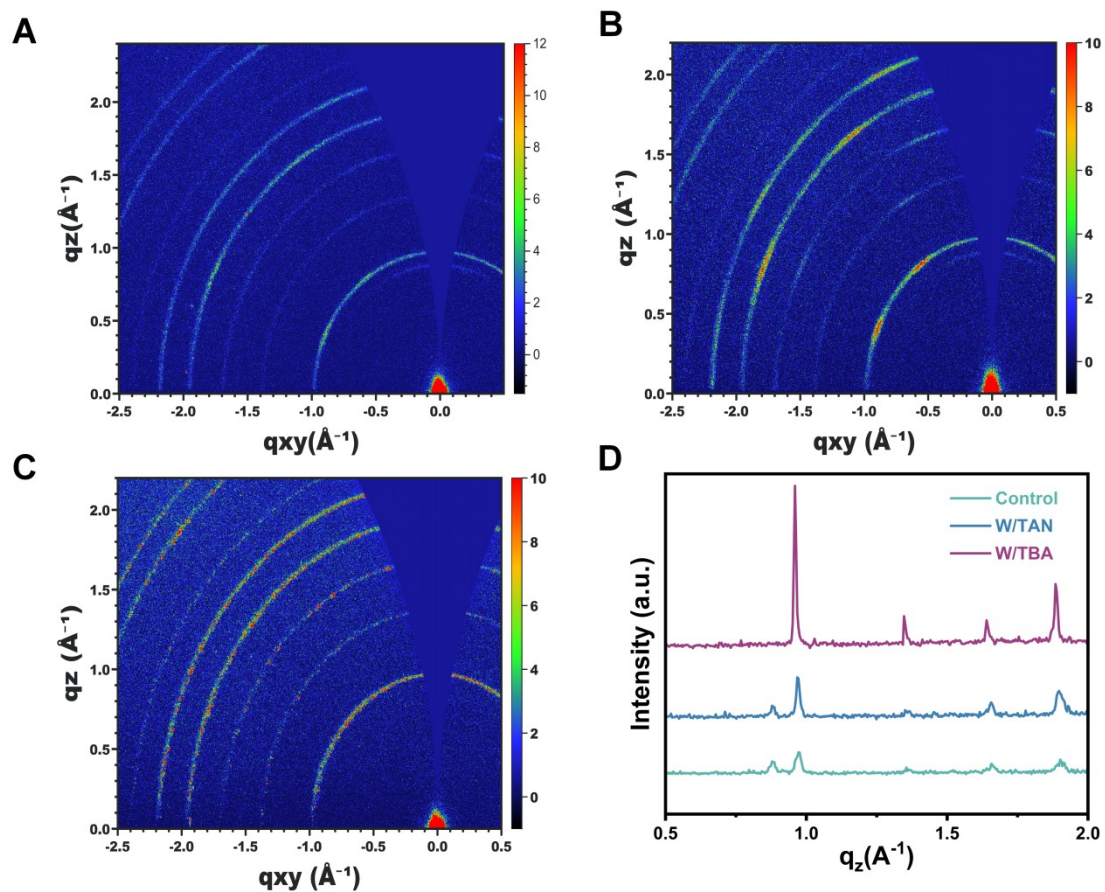 A
12
10
8
6
4
2
0
qz(Å⁻¹)
2.0
1.5
1.0
0.5
0.0
-2.5 -2.0 -1.5 -1.0 -0.5 0.0
qxy(Å⁻¹)
B
10
8
6
4
2
0
qz (Å⁻¹)
2.0
1.5
1.0
0.5
0.0
-2.5 -2.0 -1.5 -1.0 -0.5 0.0 0.5
qxy (Å⁻¹)
C
10
8
6
4
2
0
qz (Å⁻¹)
2.0
1.5
1.0
0.5
0.0
-2.5 -2.0 -1.5 -1.0 -0.5 0.0 0.5
qxy (Å⁻¹)
D
Control
W/TAN
W/TBA
Intensity (a.u.)
0.5 1.0 1.5 2.0
qz(A⁻¹)